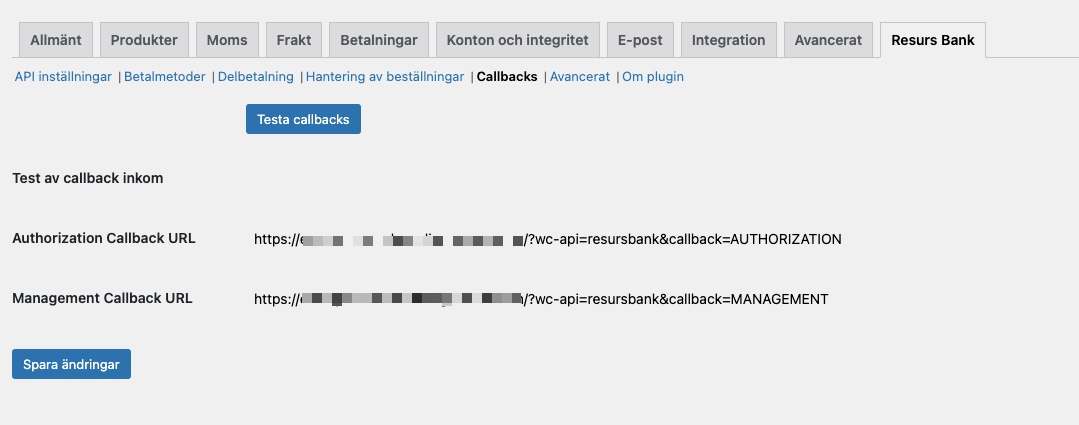 Allmänt Produkter Moms Frakt Betalningar Konton och integritet E-post Integration Avancerat Resurs Bank
API inställningar | Betalmetoder | Delbetalning | Hantering av beställningar | Callbacks | Avancerat | Om plugin
Testa callbacks
Test av callback inkom
Authorization Callback URL https:// /?wc-api=resursbank&callback=AUTHORIZATION
Management Callback URL https:// /?wc-api=resursbank&callback=MANAGEMENT
Spara ändringar